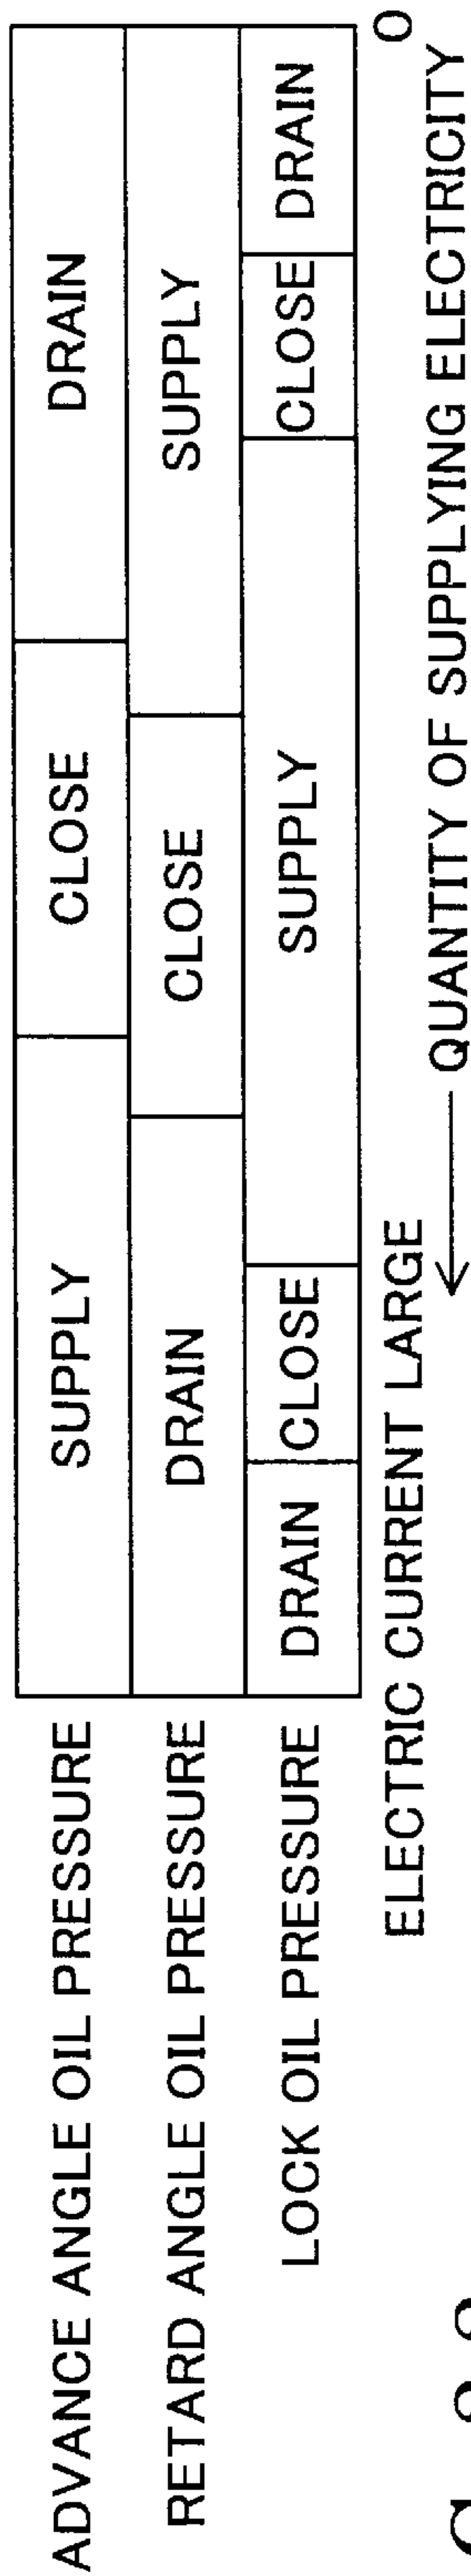 ADVANCE ANGLE OIL PRESSURE SUPPLY CLOSE DRAIN
RETARD ANGLE OIL PRESSURE DRAIN CLOSE SUPPLY
LOCK OIL PRESSURE DRAIN CLOSE SUPPLY CLOSE DRAIN
ELECTRIC CURRENT LARGE 0
QUANTITY OF SUPPLYING ELECTRICITY